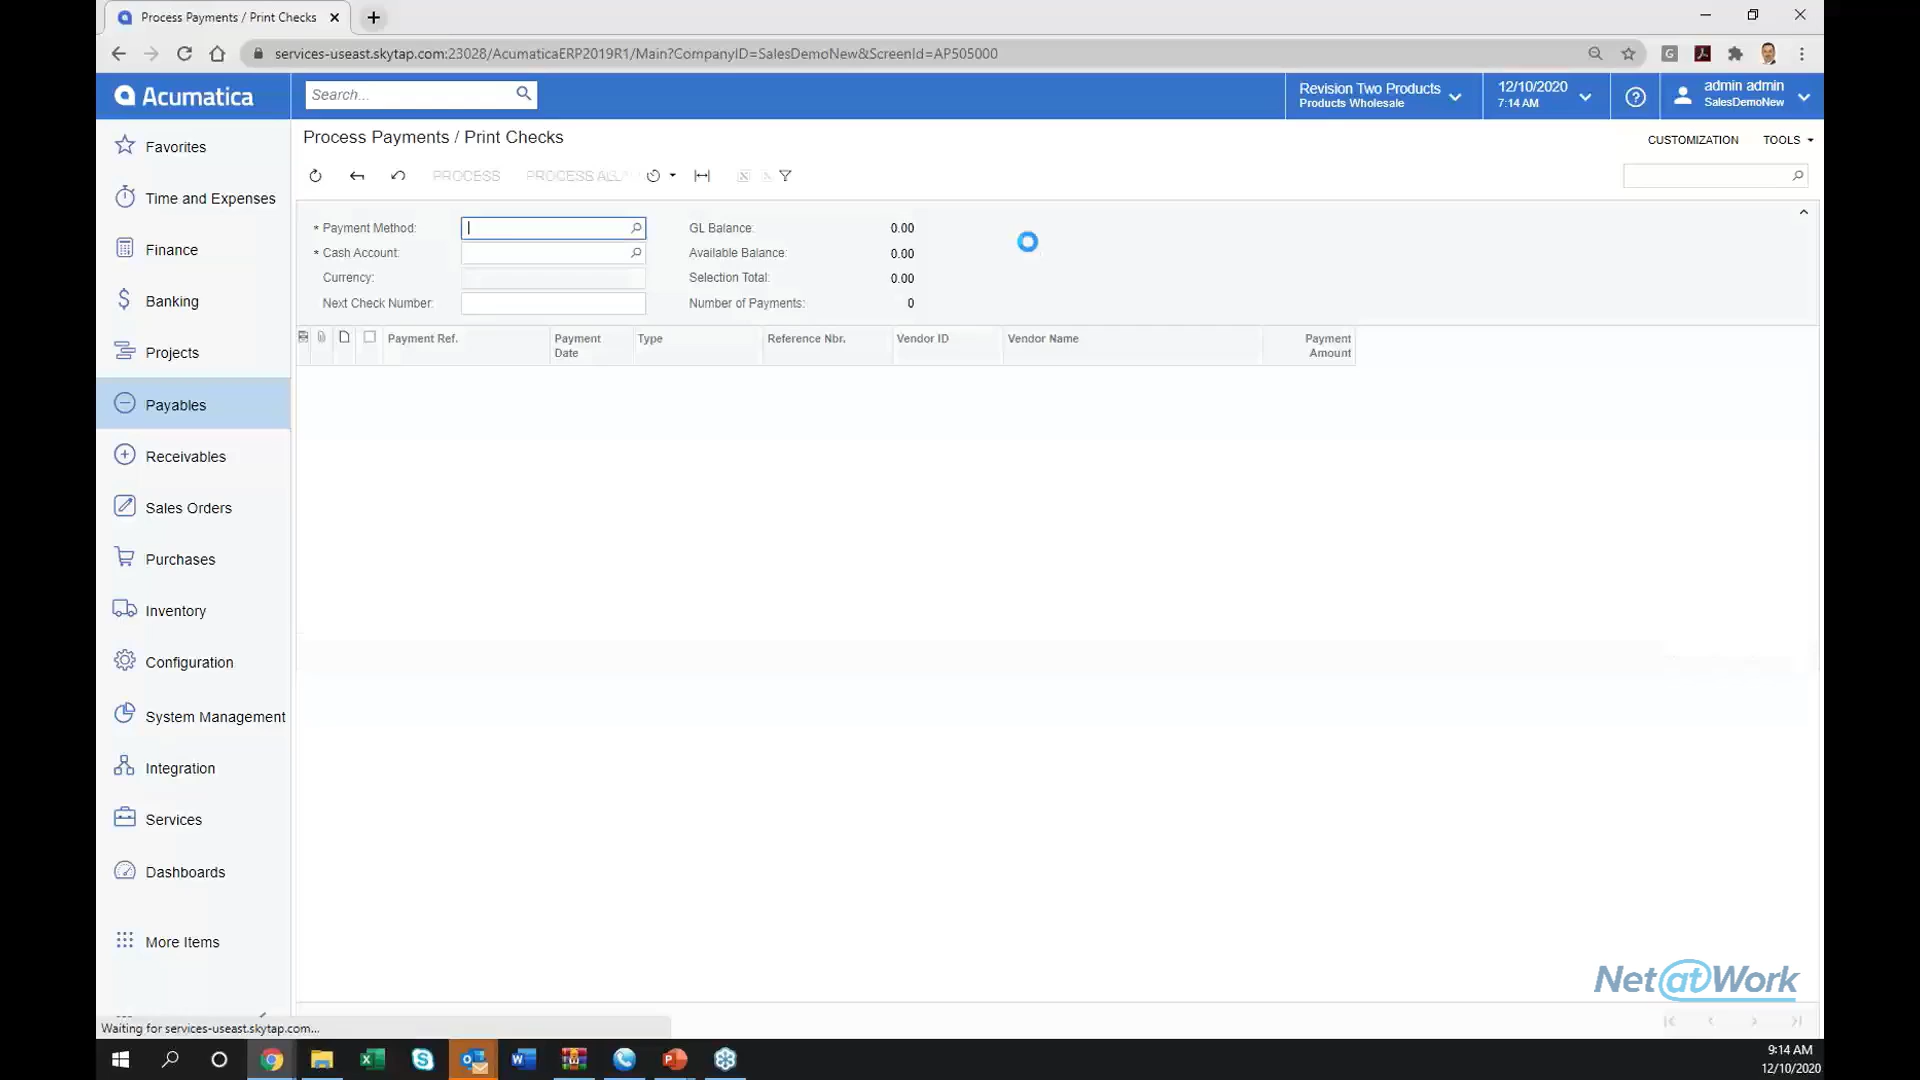 Process Payments / Print Checks
services-useast.skytap.com:23028/AcumaticaERP2019R1/Main?CompanyID=SalesDemoNew&ScreenId=AP505000
Acumatica
Search...
Revision Two Products
Products Wholesale
12/10/2020
7:14 AM
admin admin
SalesDemoNew
Favorites
Time and Expenses
Finance
Banking
Projects
Payables
Receivables
Sales Orders
Purchases
Inventory
Configuration
System Management
Integration
Services
Dashboards
More Items
Process Payments / Print Checks
CUSTOMIZATION
TOOLS
PROCESS
PROCESS ALL
* Payment Method:
* Cash Account:
Currency:
Next Check Number:
GL Balance: 0.00
Available Balance: 0.00
Selection Total: 0.00
Number of Payments: 0
Payment Ref.
Payment
Date
Type
Reference Nbr.
Vendor ID
Vendor Name
Payment
Amount
NetatWork
Waiting for services-useast.skytap.com...
9:14 AM
12/10/2020